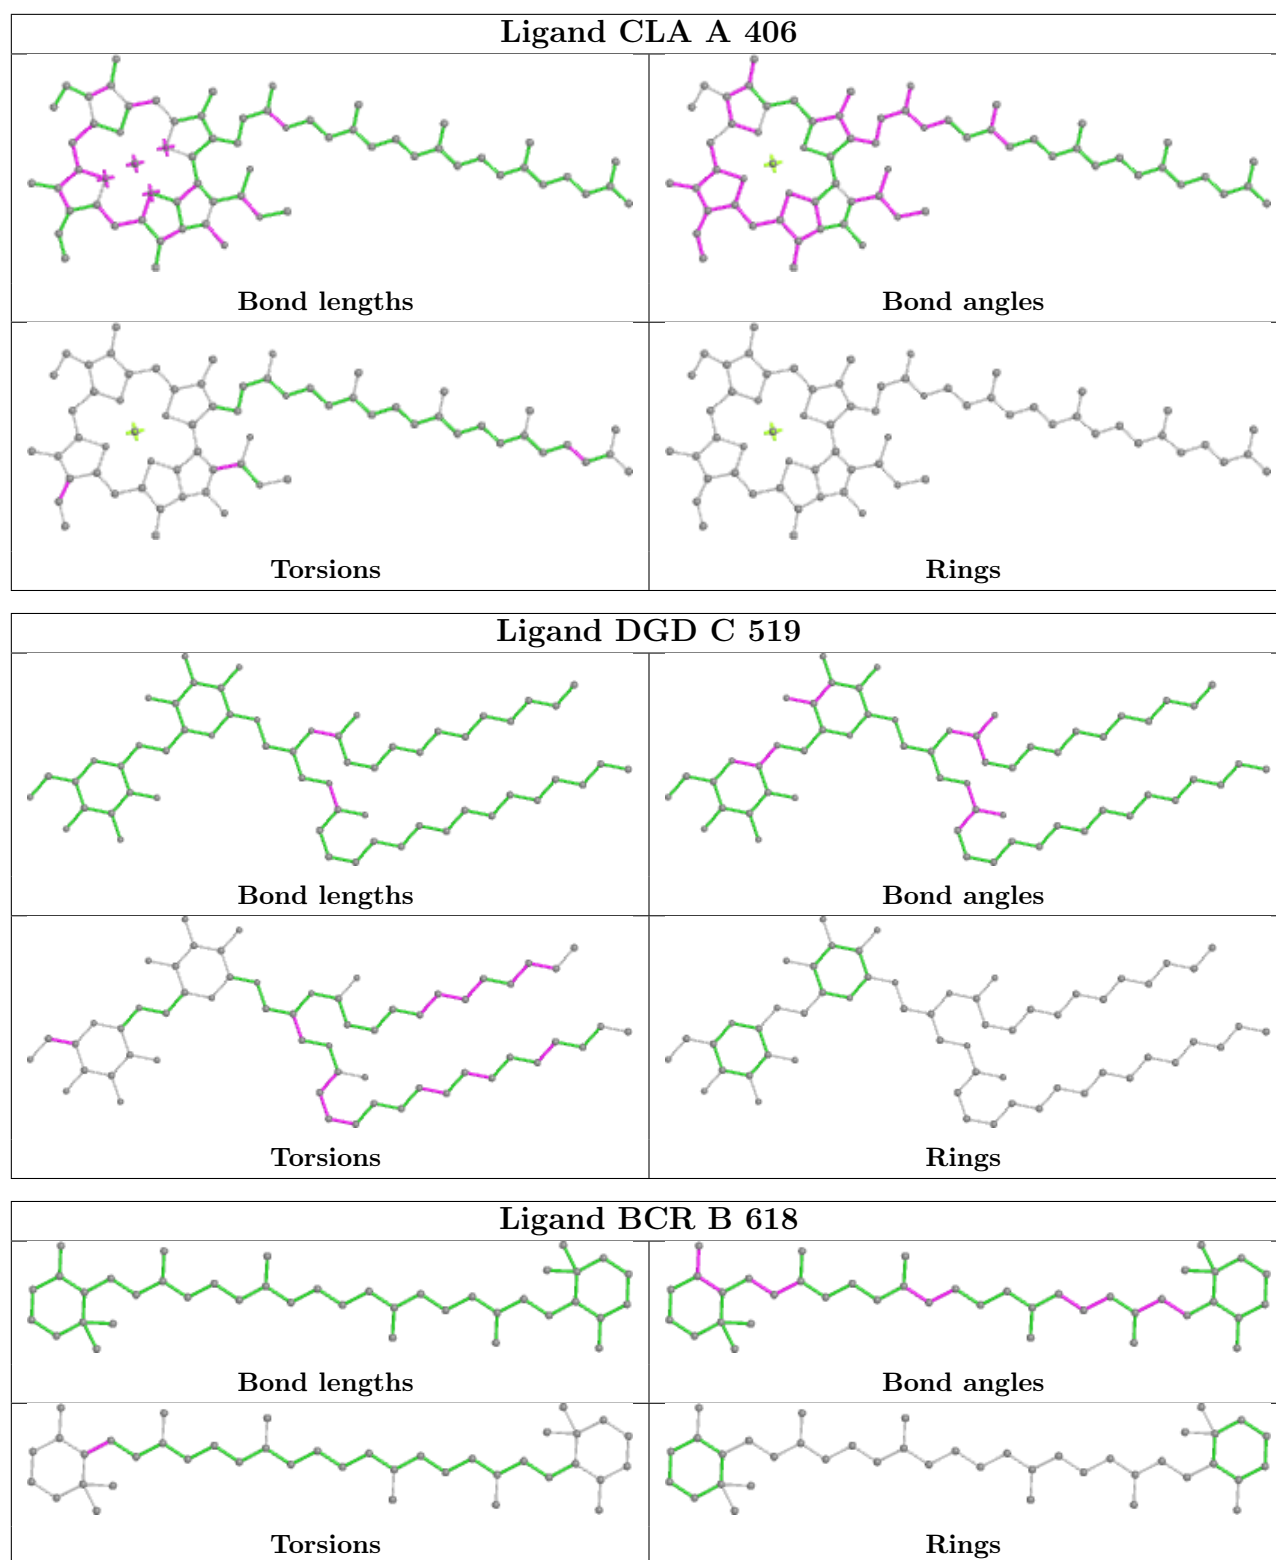 Ligand CLA A 406
Bond lengths
Bond angles
Torsions
Rings
Ligand DGD C 519
Bond lengths
Bond angles
Torsions
Rings
Ligand BCR B 618
Bond lengths
Bond angles
Torsions
Rings